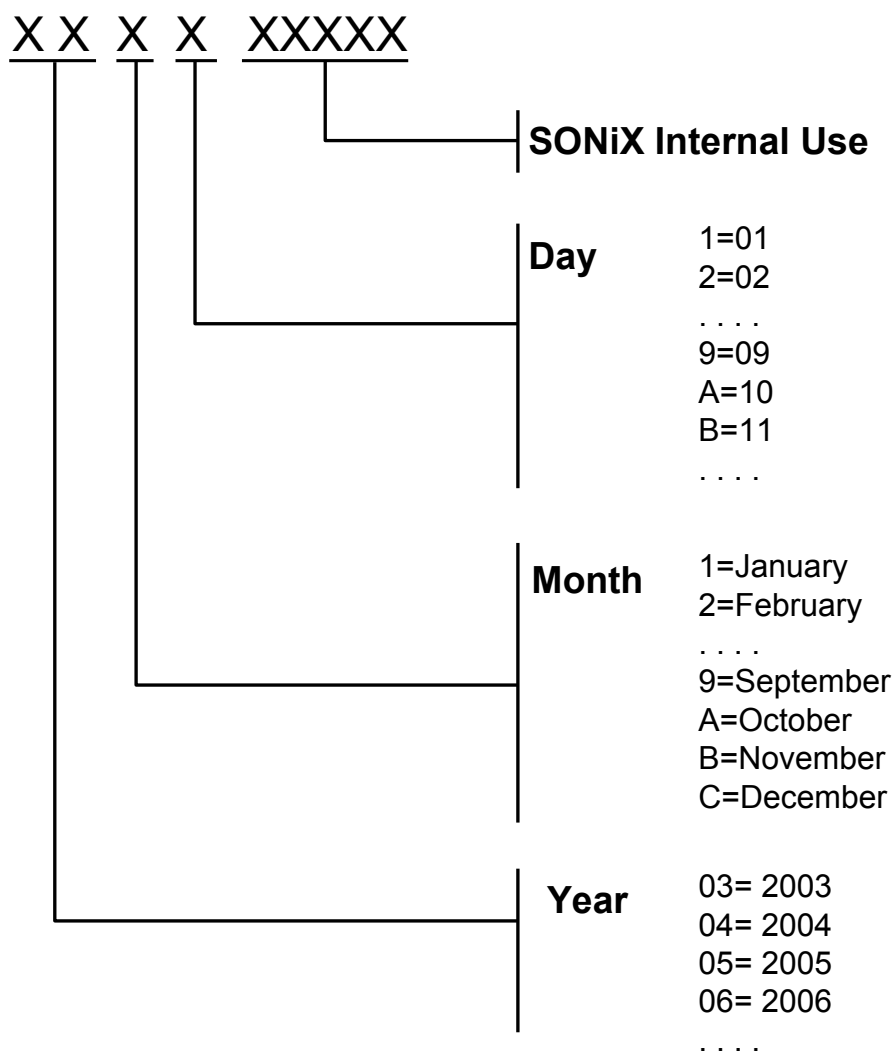 X X X X XXXXX
SONiX Internal Use
Day
1=01
2=02
. . . .
9=09
A=10
B=11
. . . .
Month
1=January
2=February
. . . .
9=September
A=October
B=November
C=December
Year
03= 2003
04= 2004
05= 2005
06= 2006
. . . .